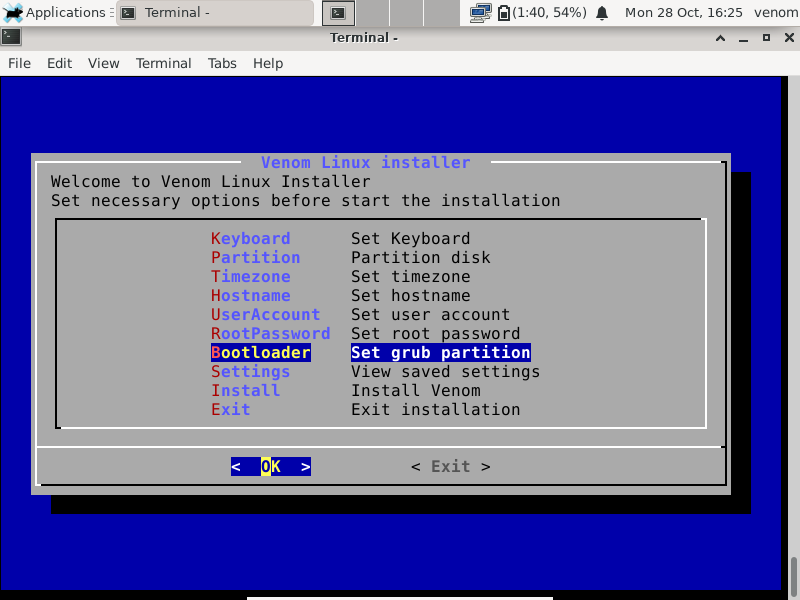 Applications Terminal - (1:40, 54%) Mon 28 Oct, 16:25 venom
Terminal -
File Edit View Terminal Tabs Help
Venom Linux installer
Welcome to Venom Linux Installer
Set necessary options before start the installation
Keyboard Set Keyboard
Partition Partition disk
Timezone Set timezone
Hostname Set hostname
UserAccount Set user account
RootPassword Set root password
Bootloader Set grub partition
Settings View saved settings
Install Install Venom
Exit Exit installation
< OK > < Exit >